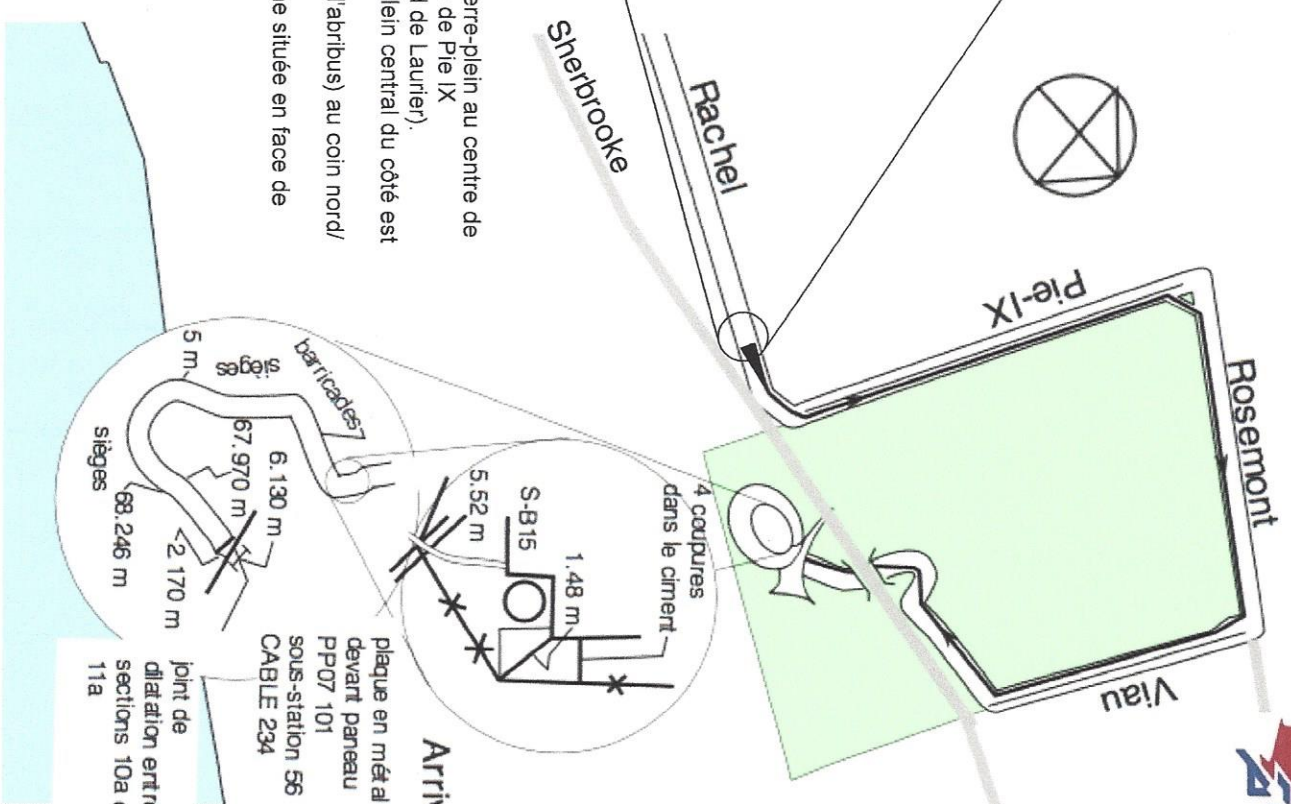 erre-plein au centre de
de Pie IX
de Laurier).
lein central du côté est
l'abribus) au coin nord/
e située en face de
Sherbrooke
Rachel
Pie-IX
Rosemont
Viau
4 coupures
dans le ciment
1.48 m
S-B15
5.52 m
barricades
sièges
5 m
6.130 m
67.970 m
sièges
68.246 m
<2 170 m
Arriv
plaque en métal
devant paneau
PP07 101
sous-station 56
CABLE 234
joint de
dilatation entre
sections 10a
11a